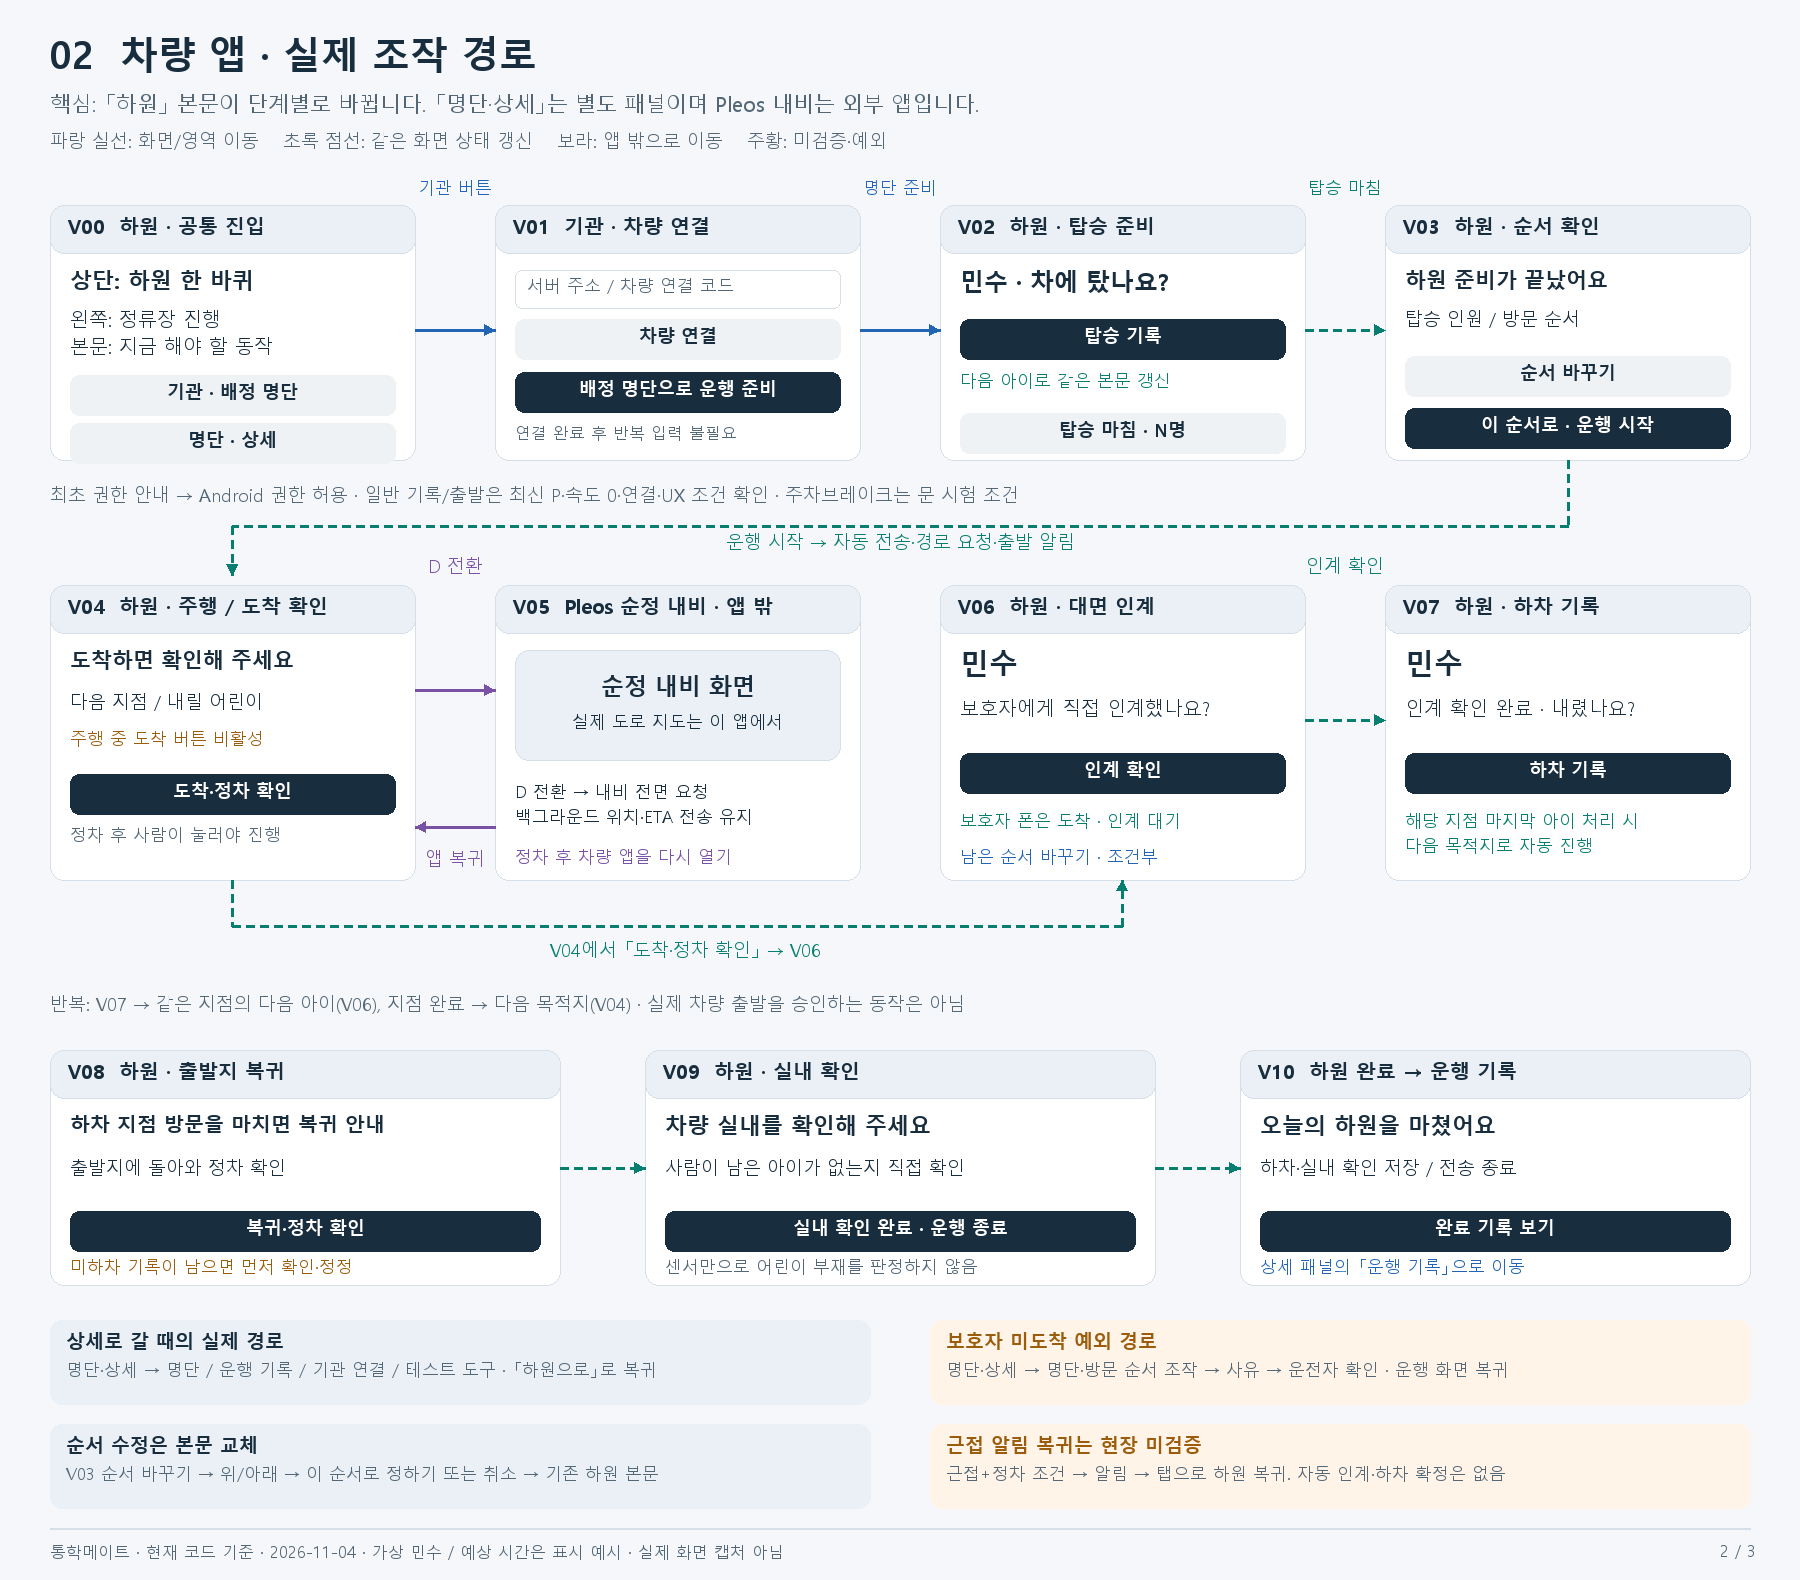 02 차량 앱 · 실제 조작 경로
핵심: 「하원」 본문이 단계별로 바뀝니다. 「명단·상세」는 별도 패널이며 Pleos 내비는 외부 앱입니다.
파랑 실선: 화면/영역 이동 초록 점선: 같은 화면 상태 갱신 보라: 앱 밖으로 이동 주황: 미검증·예외
기관 버튼
명단 준비
탑승 마침
V00 하원 · 공통 진입
상단: 하원 한 바퀴
왼쪽: 정류장 진행
본문: 지금 해야 할 동작
기관 · 배정 명단
명단 · 상세
V01 기관 · 차량 연결
서버 주소 / 차량 연결 코드
차량 연결
배정 명단으로 운행 준비
연결 완료 후 반복 입력 불필요
V02 하원 · 탑승 준비
민수 · 차에 탔나요?
탑승 기록
다음 아이로 같은 본문 갱신
탑승 마침 · N명
V03 하원 · 순서 확인
하원 준비가 끝났어요
탑승 인원 / 방문 순서
순서 바꾸기
이 순서로 · 운행 시작
최초 권한 안내 → Android 권한 허용 · 일반 기록/출발은 최신 P·속도 0·연결·UX 조건 확인 · 주차브레이크는 문 시험 조건
운행 시작 → 자동 전송·경로 요청·출발 알림
D 전환
인계 확인
V04 하원 · 주행 / 도착 확인
도착하면 확인해 주세요
다음 지점 / 내릴 어린이
주행 중 도착 버튼 비활성
도착·정차 확인
정차 후 사람이 눌러야 진행
앱 복귀
V05 Pleos 순정 내비 · 앱 밖
순정 내비 화면
실제 도로 지도는 이 앱에서
D 전환 → 내비 전면 요청
백그라운드 위치·ETA 전송 유지
정차 후 차량 앱을 다시 열기
V06 하원 · 대면 인계
민수
보호자에게 직접 인계했나요?
인계 확인
보호자 폰은 도착 · 인계 대기
남은 순서 바꾸기 · 조건부
V07 하원 · 하차 기록
민수
인계 확인 완료 · 내렸나요?
하차 기록
해당 지점 마지막 아이 처리 시
다음 목적지로 자동 진행
V04에서 「도착·정차 확인」 → V06
반복: V07 → 같은 지점의 다음 아이(V06), 지점 완료 → 다음 목적지(V04) · 실제 차량 출발을 승인하는 동작은 아님
V08 하원 · 출발지 복귀
하차 지점 방문을 마치면 복귀 안내
출발지에 돌아와 정차 확인
복귀·정차 확인
미하차 기록이 남으면 먼저 확인·정정
V09 하원 · 실내 확인
차량 실내를 확인해 주세요
사람이 남은 아이가 없는지 직접 확인
실내 확인 완료 · 운행 종료
센서만으로 어린이 부재를 판정하지 않음
V10 하원 완료 → 운행 기록
오늘의 하원을 마쳤어요
하차·실내 확인 저장 / 전송 종료
완료 기록 보기
상세 패널의 「운행 기록」으로 이동
상세로 갈 때의 실제 경로
명단·상세 → 명단 / 운행 기록 / 기관 연결 / 테스트 도구 · 「하원으로」로 복귀
보호자 미도착 예외 경로
명단·상세 → 명단·방문 순서 조작 → 사유 → 운전자 확인 · 운행 화면 복귀
순서 수정은 본문 교체
V03 순서 바꾸기 → 위/아래 → 이 순서로 정하기 또는 취소 → 기존 하원 본문
근접 알림 복귀는 현장 미검증
근접+정차 조건 → 알림 → 탭으로 하원 복귀. 자동 인계·하차 확정은 없음
통학메이트 · 현재 코드 기준 · 2026-11-04 · 가상 민수 / 예상 시간은 표시 예시 · 실제 화면 캡처 아님
2 / 3